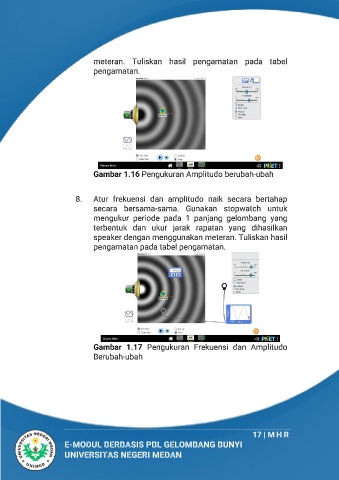 meteran. Tuliskan hasil pengamatan pada tabel
pengamatan.
Gambar 1.16 Pengukuran Amplitudo berubah-ubah
8. Atur frekuensi dan amplitudo naik secara bertahap
secara bersama-sama. Gunakan stopwatch untuk
mengukur periode pada 1 panjang gelombang yang
terbentuk dan ukur jarak rapatan yang dihasilkan
speaker dengan menggunakan meteran. Tuliskan hasil
pengamatan pada tabel pengamatan.
Gambar 1.17 Pengukuran Frekuensi dan Amplitudo
Berubah-ubah
17 | M H R
E-MODUL BERBASIS PBL GELOMBANG BUNYI
UNIVERSITAS NEGERI MEDAN